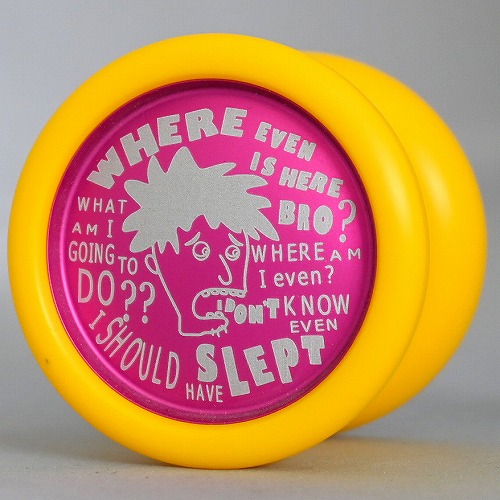 WHERE EVEN
IS HERE
BRO?
WHAT
AM I
GOING TO
DO??
WHERE AM
I even?
I DON'T KNOW
EVEN
I SHOULD
HAVE
SLEPT